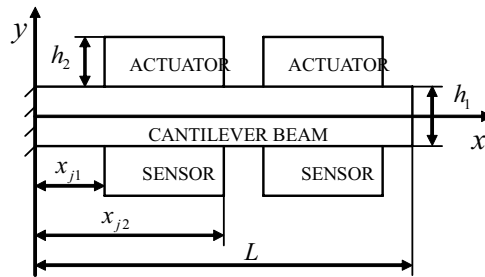 y
h₂
ACTUATOR ACTUATOR
h₁
x
CANTILEVER BEAM
SENSOR SENSOR
xⱼ₁
xⱼ₂
L